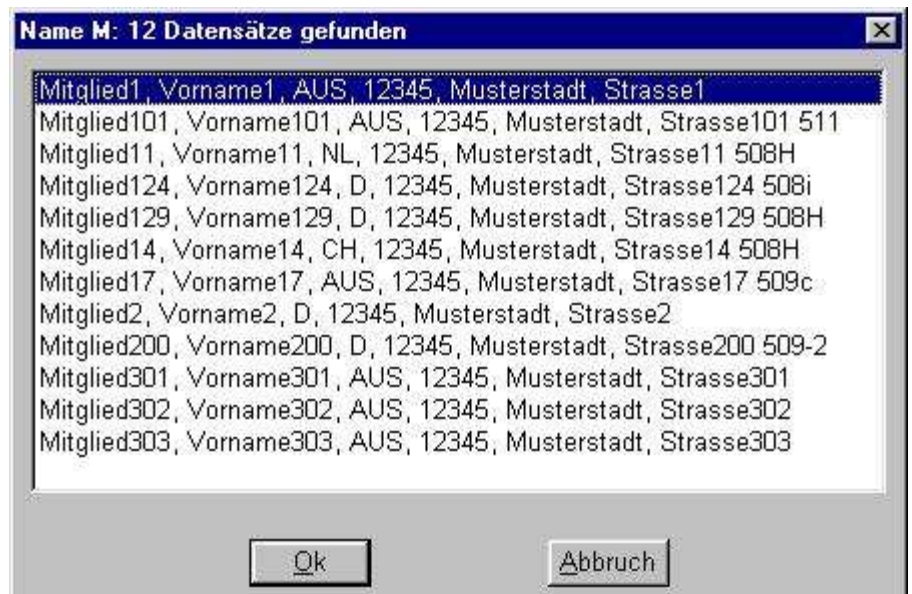 Name M: 12 Datensätze gefunden
Mitglied1, Vorname1, AUS, 12345, Musterstadt, Strasse1
Mitglied101, Vorname101, AUS, 12345, Musterstadt, Strasse101 511
Mitglied11, Vorname11, NL, 12345, Musterstadt, Strasse11 508H
Mitglied124, Vorname124, D, 12345, Musterstadt, Strasse124 508i
Mitglied129, Vorname129, D, 12345, Musterstadt, Strasse129 508H
Mitglied14, Vorname14, CH, 12345, Musterstadt, Strasse14 508H
Mitglied17, Vorname17, AUS, 12345, Musterstadt, Strasse17 509c
Mitglied2, Vorname2, D, 12345, Musterstadt, Strasse2
Mitglied200, Vorname200, D, 12345, Musterstadt, Strasse200 509-2
Mitglied301, Vorname301, AUS, 12345, Musterstadt, Strasse301
Mitglied302, Vorname302, AUS, 12345, Musterstadt, Strasse302
Mitglied303, Vorname303, AUS, 12345, Musterstadt, Strasse303
Ok Abbruch